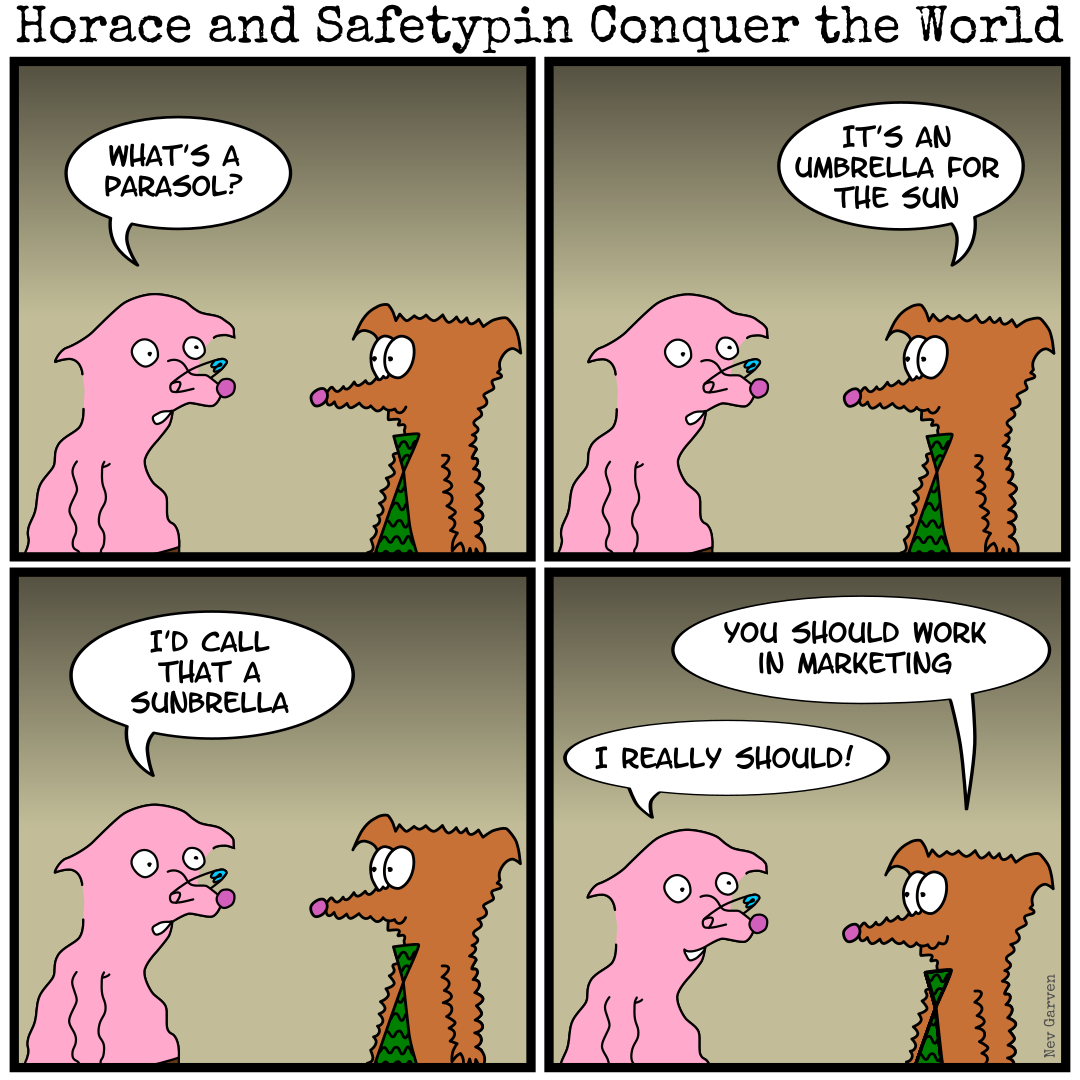 Horace and Safetypin Conquer the World
WHAT'S A
PARASOL?
IT'S AN
UMBRELLA FOR
THE SUN
I'D CALL
THAT A
SUNBRELLA
YOU SHOULD WORK
IN MARKETING
I REALLY SHOULD!
Nev Garven